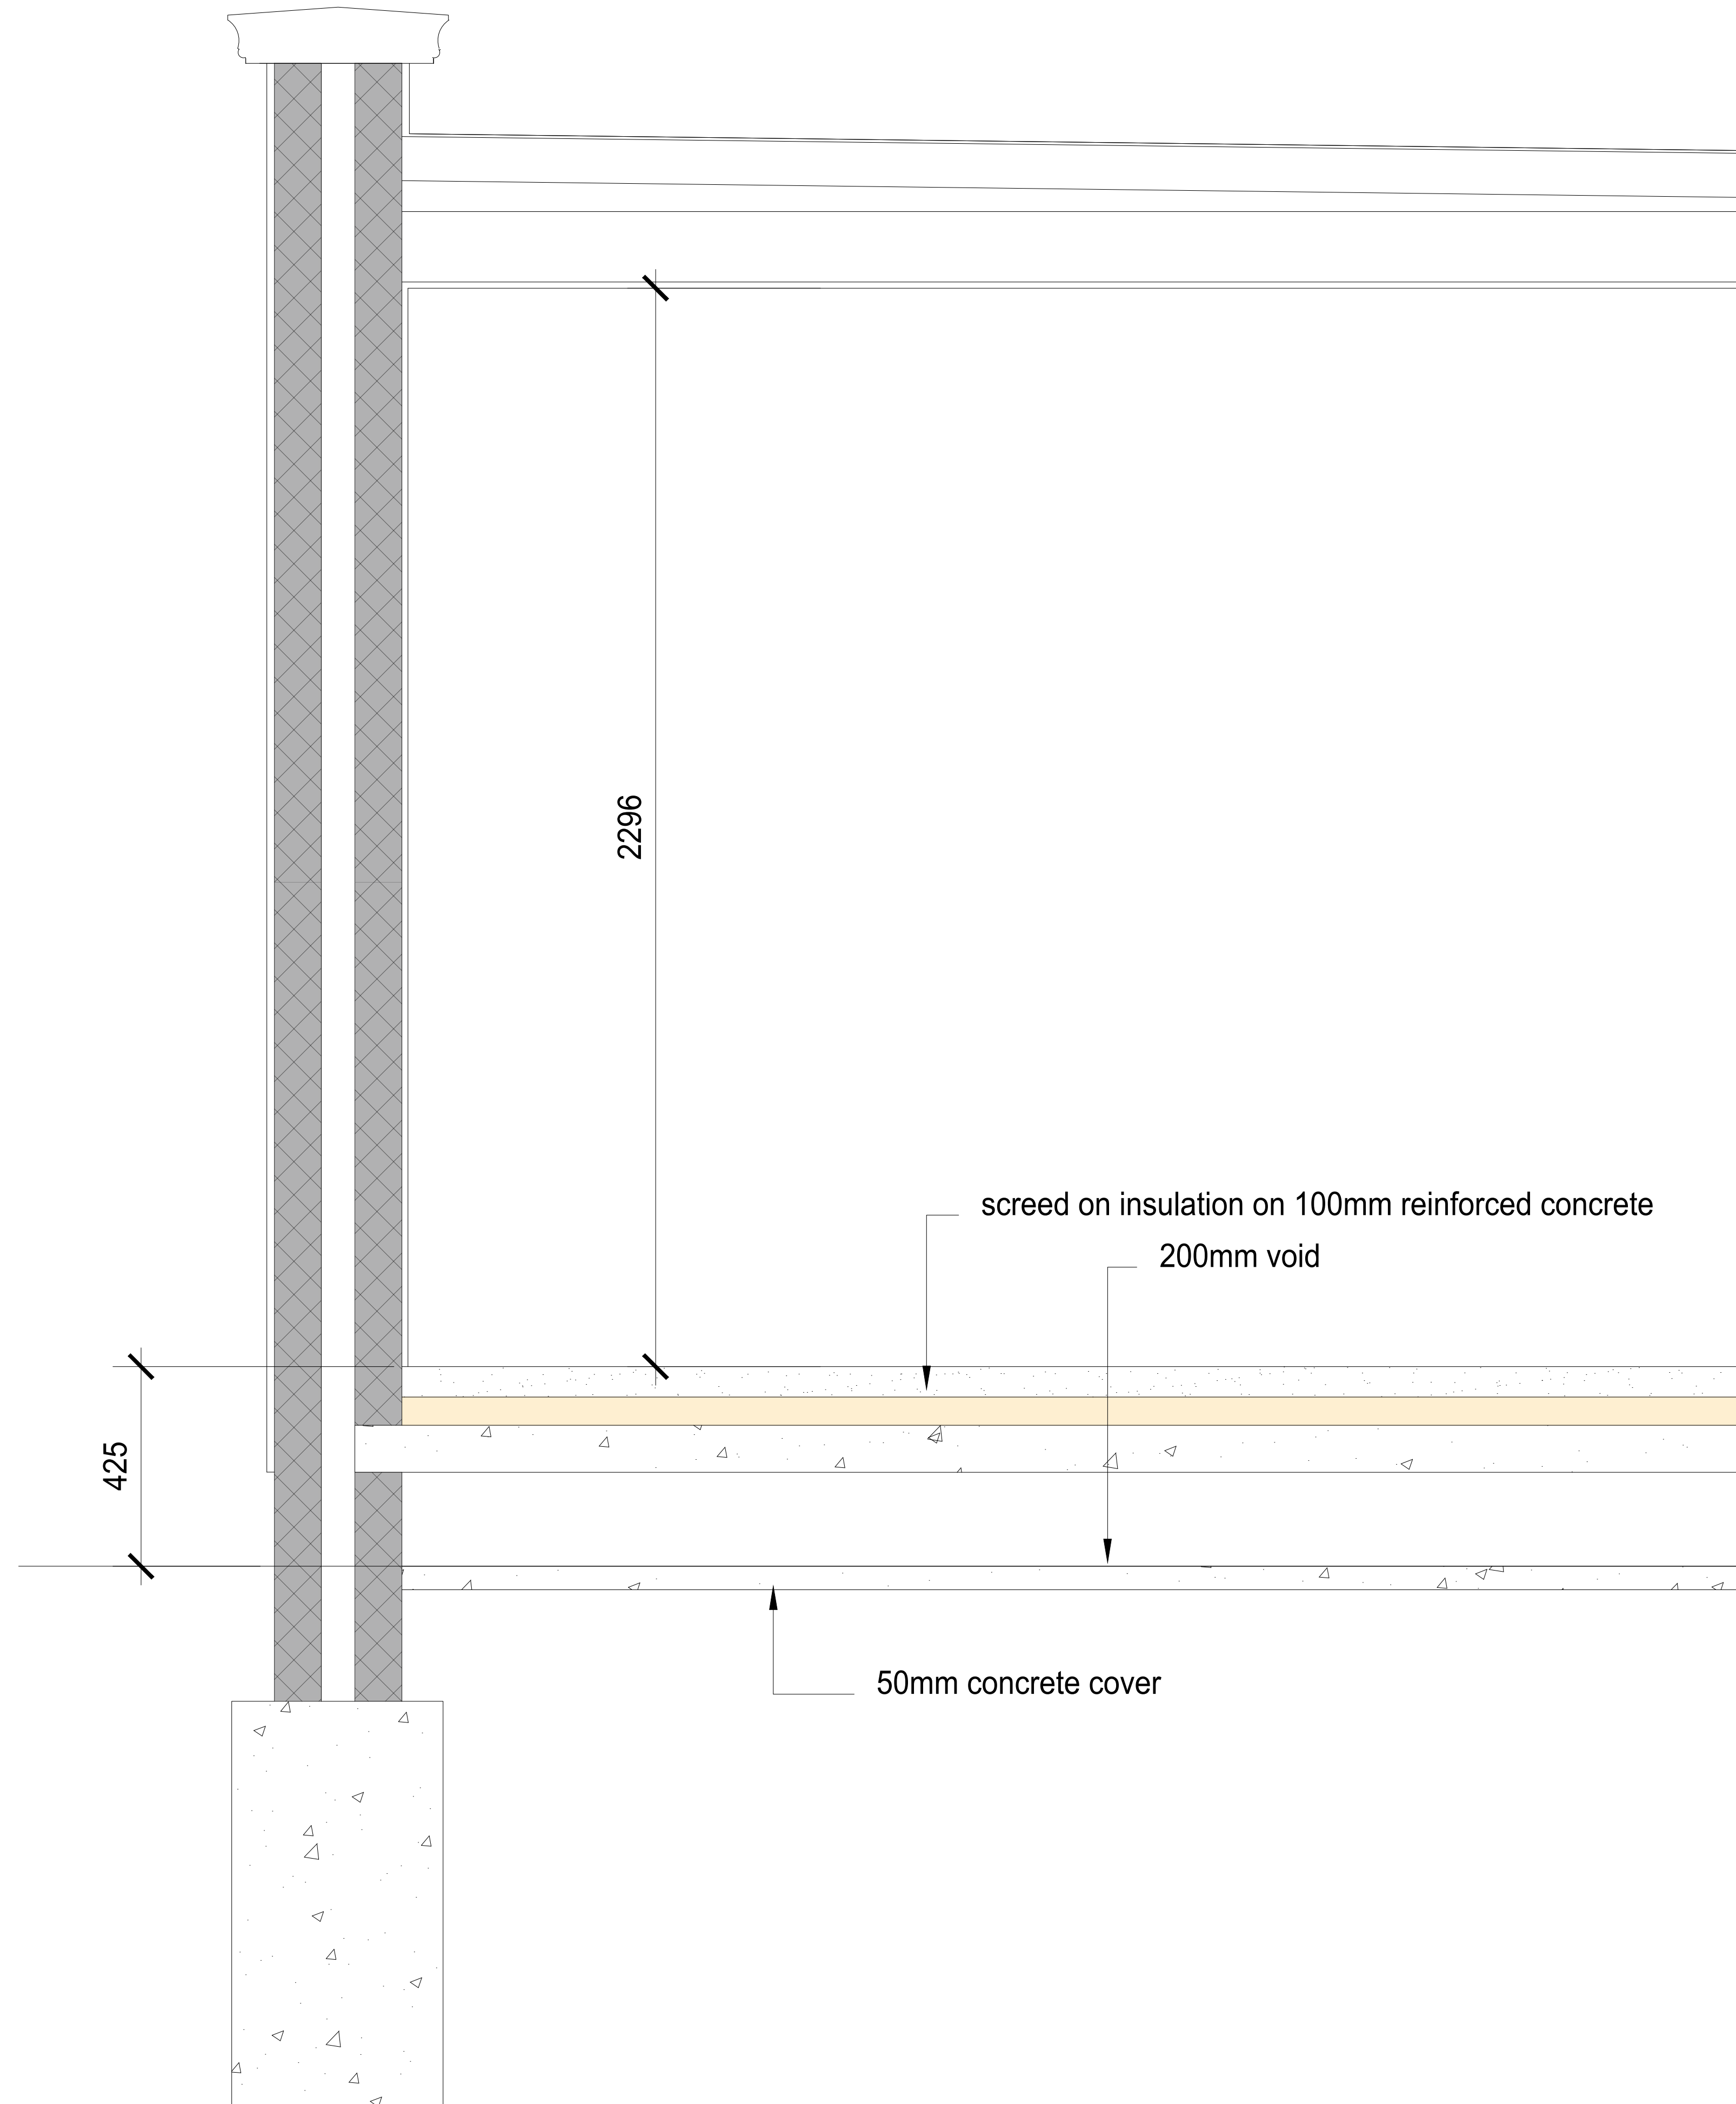 2296
screed on insulation on 100mm reinforced concrete
200mm void
425
50mm concrete cover